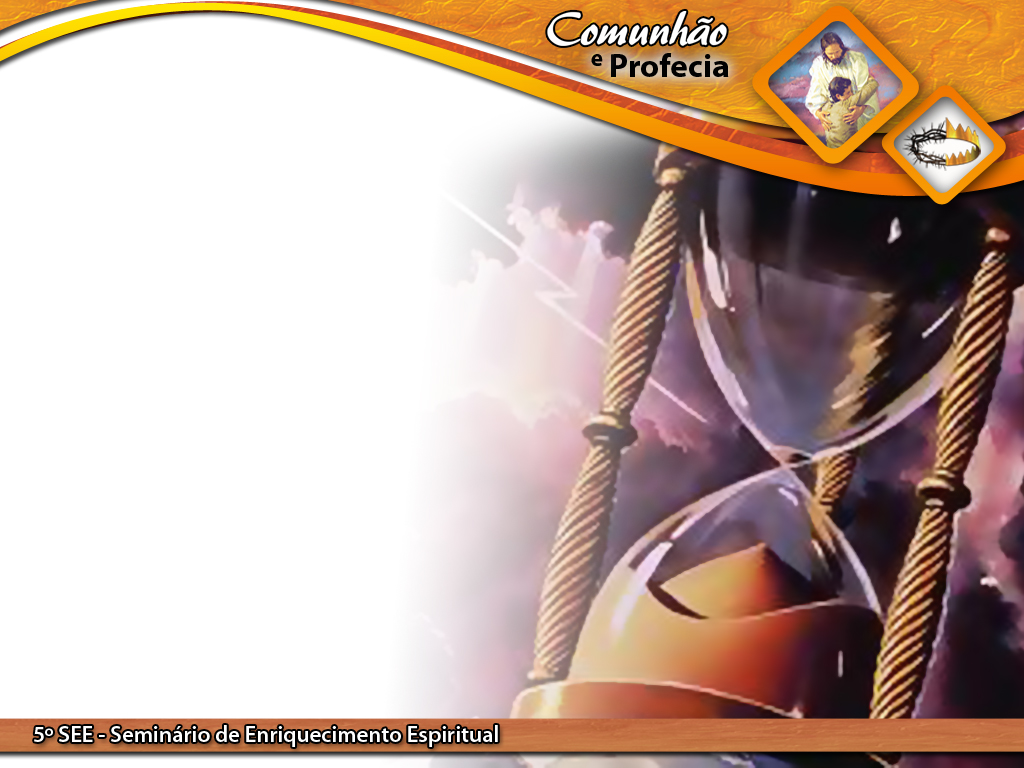 Comunhão
e Profecia
5º SEE - Seminário de Enriquecimento Espiritual